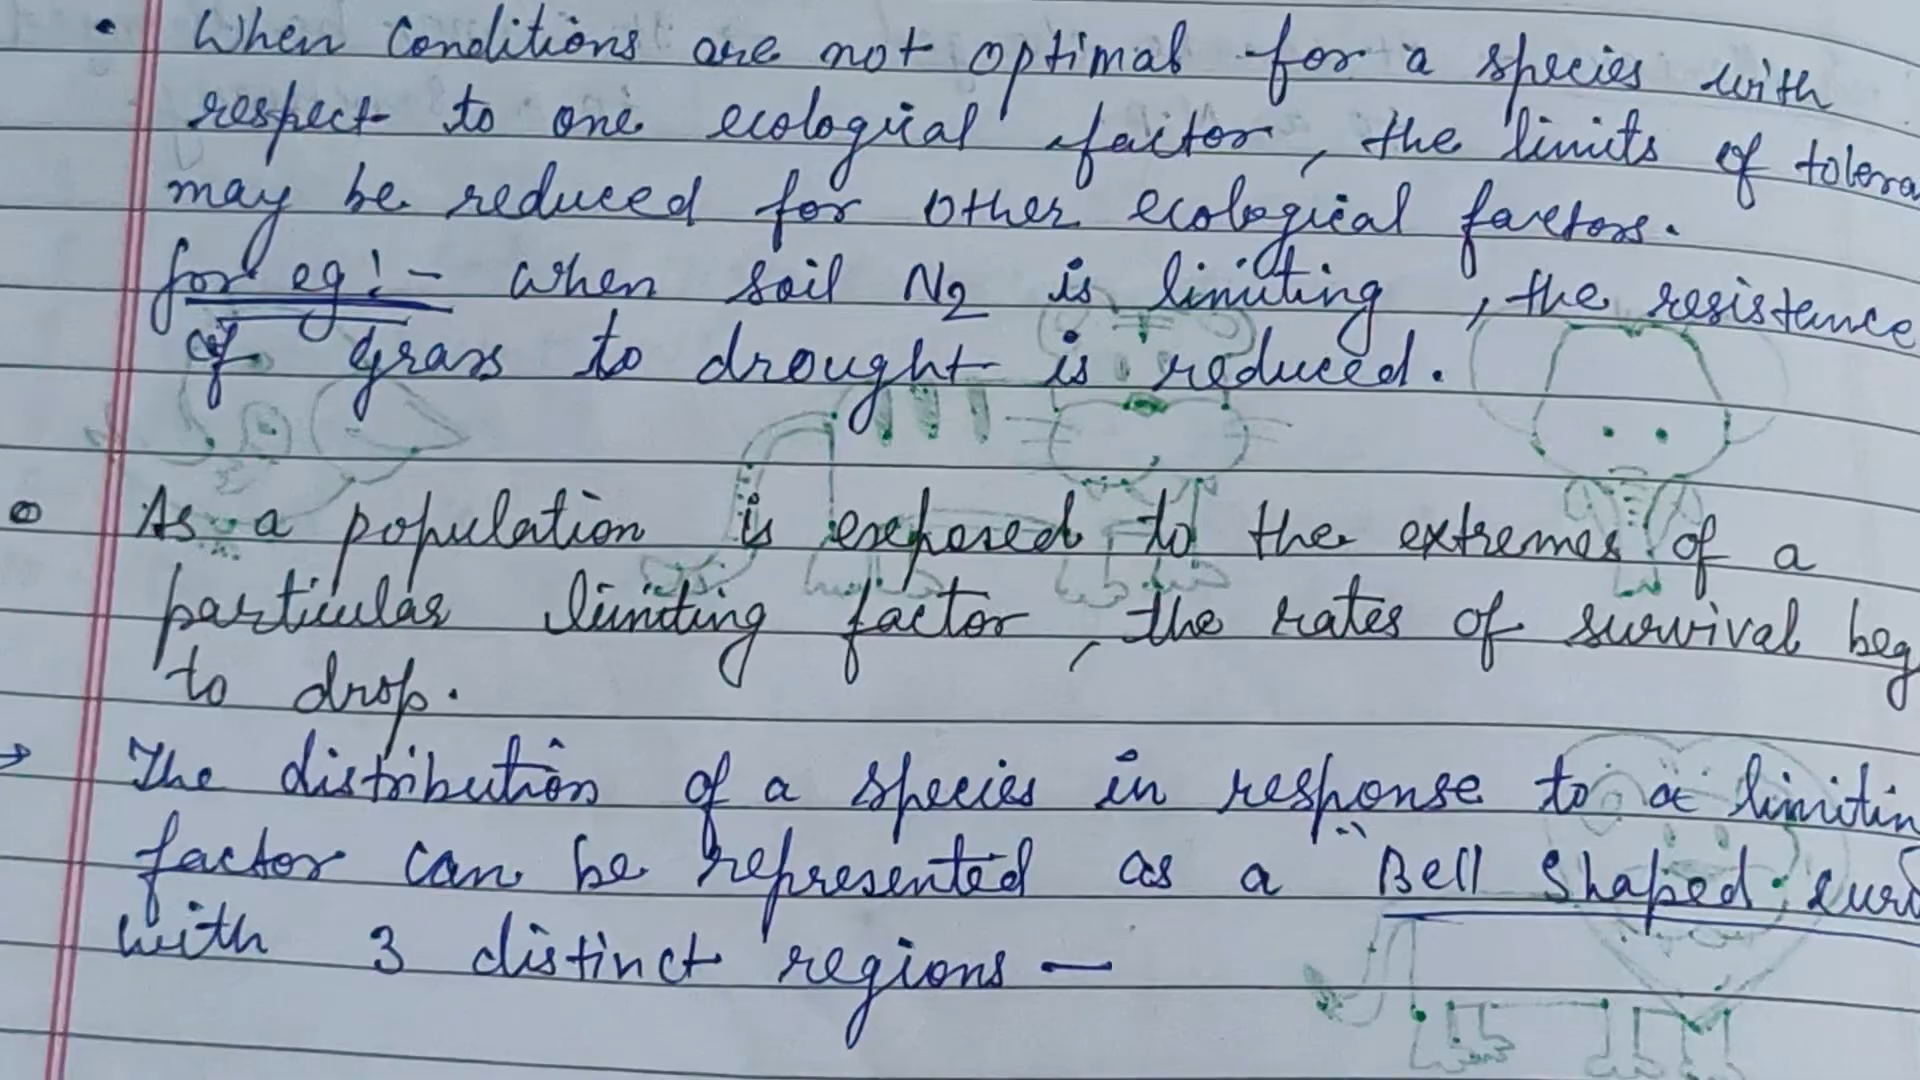 • When conditions are not optimal for a species with
respect to one ecological factor, the limits of tolera
may be reduced for other ecological factors.
for eg:- when soil N2 is limiting, the resistance
of grass to drought is reduced.
• As a population is exposed to the extremes of a
particular limiting factor, the rates of survival beg
to drop.
→ The distribution of a species in response to a limitin
factor can be represented as a "Bell shaped curv
with 3 distinct regions —